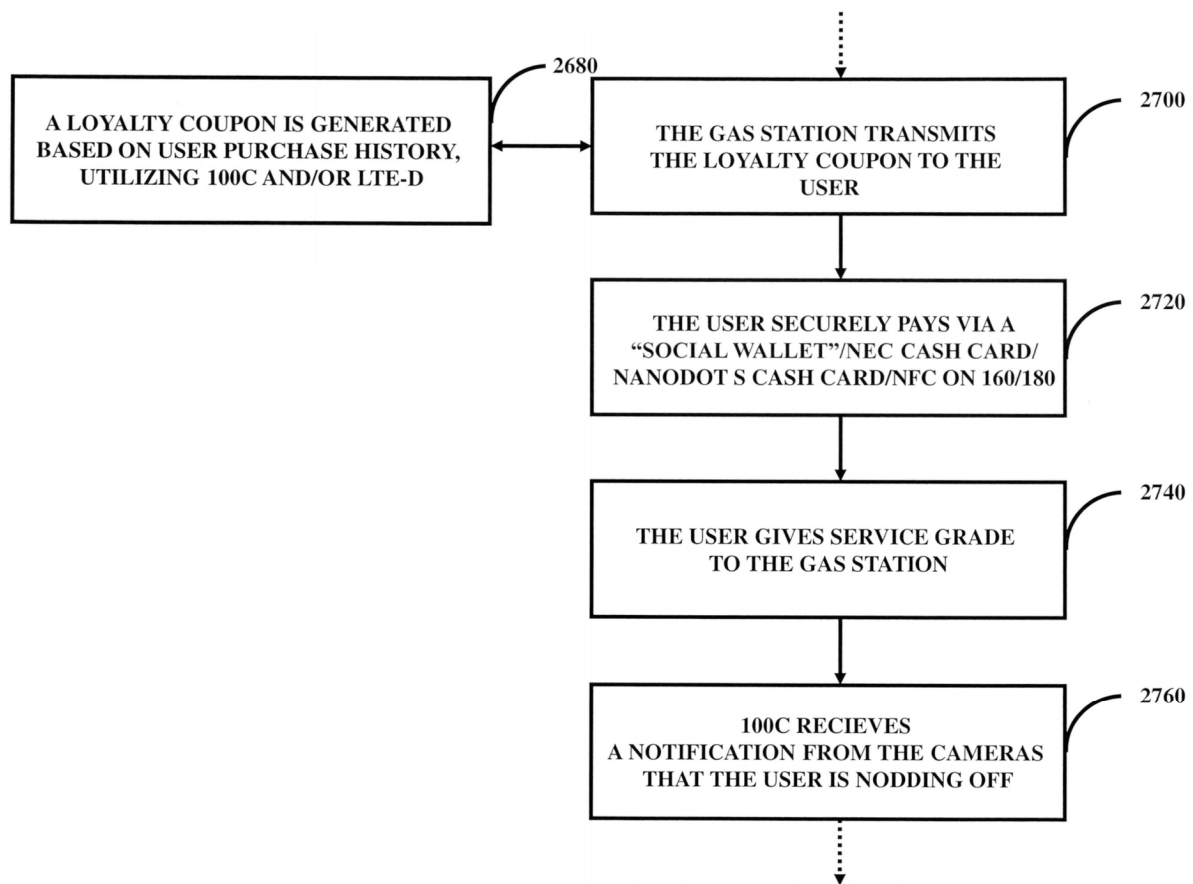 2680
A LOYALTY COUPON IS GENERATED
BASED ON USER PURCHASE HISTORY,
UTILIZING 100C AND/OR LTE-D
2700
THE GAS STATION TRANSMITS
THE LOYALTY COUPON TO THE
USER
2720
THE USER SECURELY PAYS VIA A
“SOCIAL WALLET”/NEC CASH CARD/
NANODOT S CASH CARD/NFC ON 160/180
2740
THE USER GIVES SERVICE GRADE
TO THE GAS STATION
2760
100C RECIEVES
A NOTIFICATION FROM THE CAMERAS
THAT THE USER IS NODDING OFF